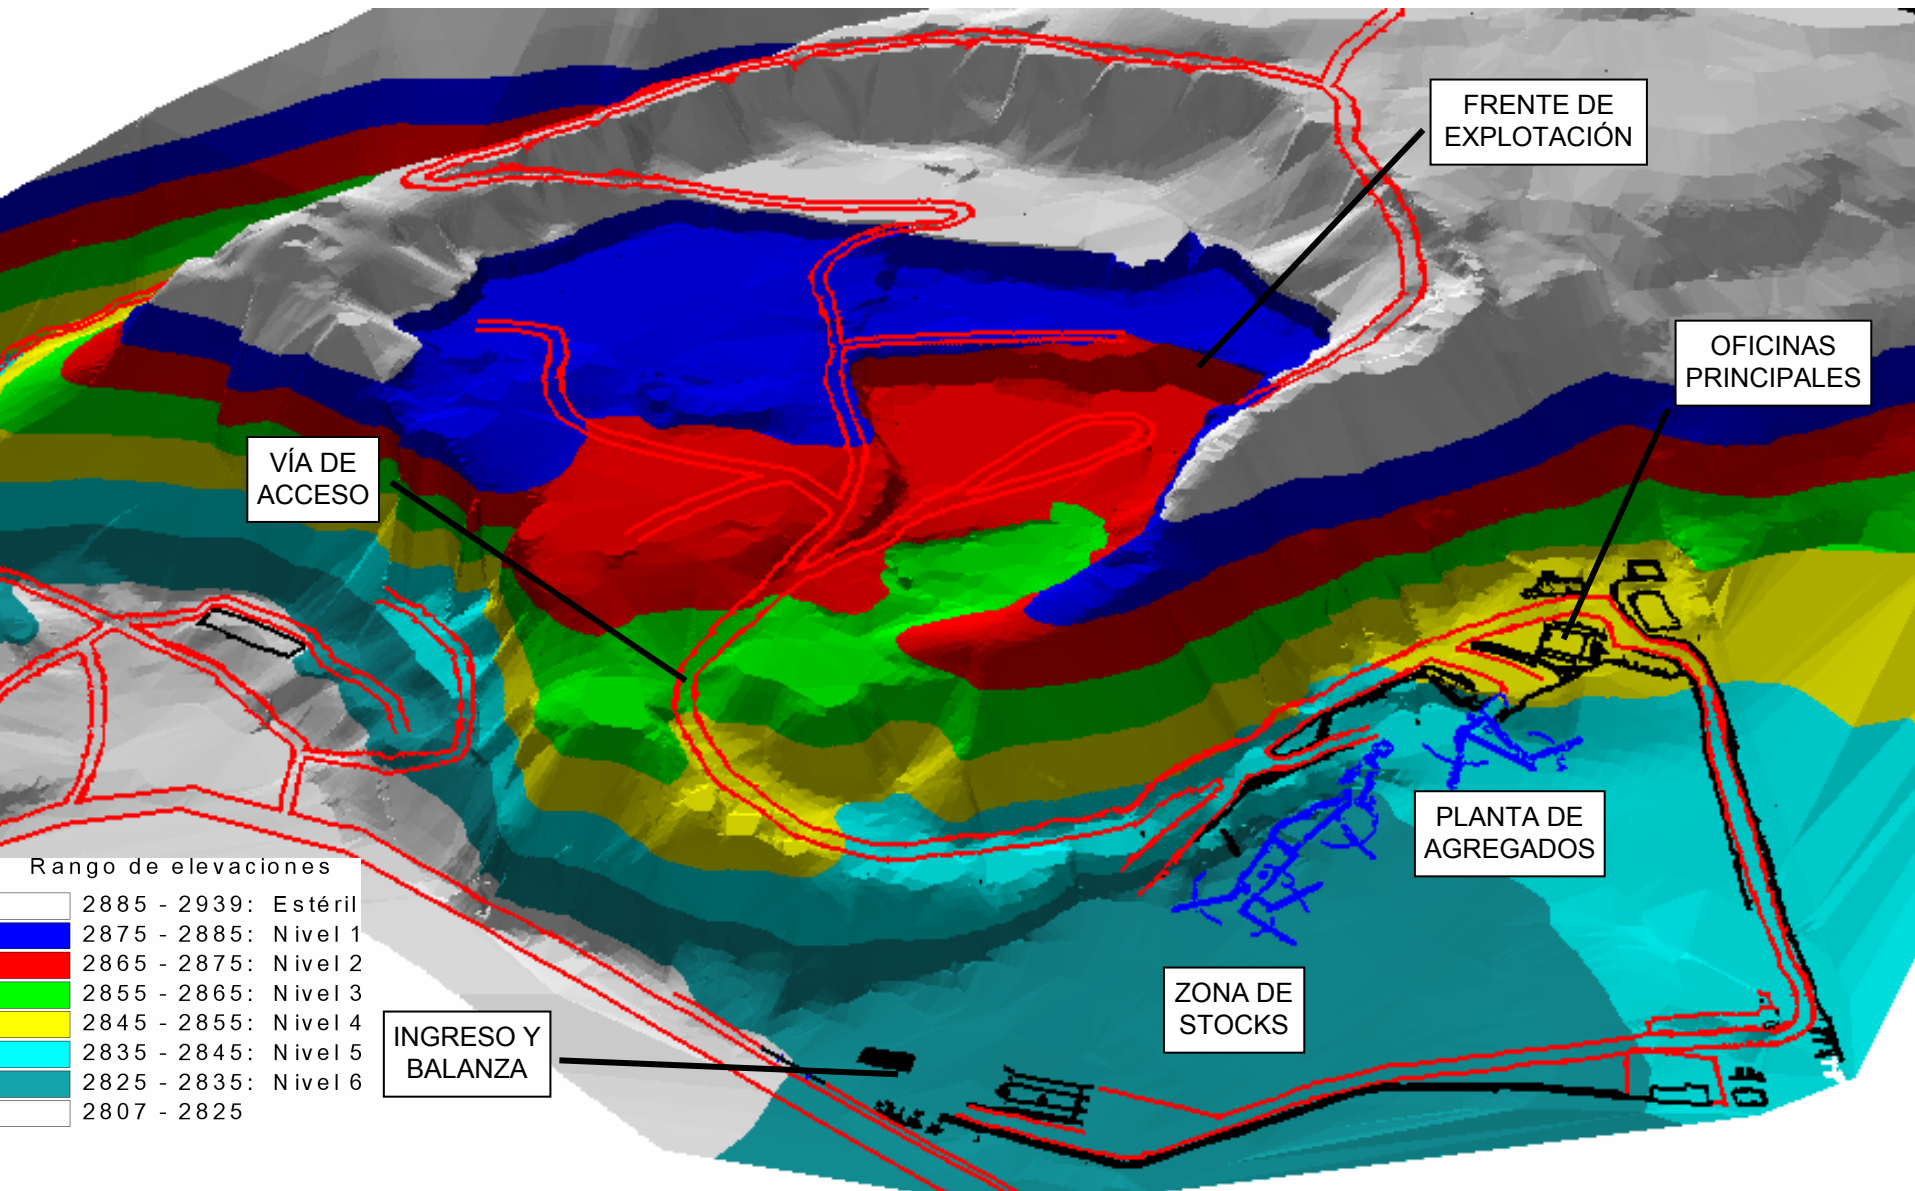 FRENTE DE
EXPLOTACIÓN
OFICINAS
PRINCIPALES
VÍA DE
ACCESO
PLANTA DE
AGREGADOS
ZONA DE
STOCKS
INGRESO Y
BALANZA
Rango de elevaciones
2885 - 2939: Estéril
2875 - 2885: Nivel 1
2865 - 2875: Nivel 2
2855 - 2865: Nivel 3
2845 - 2855: Nivel 4
2835 - 2845: Nivel 5
2825 - 2835: Nivel 6
2807 - 2825